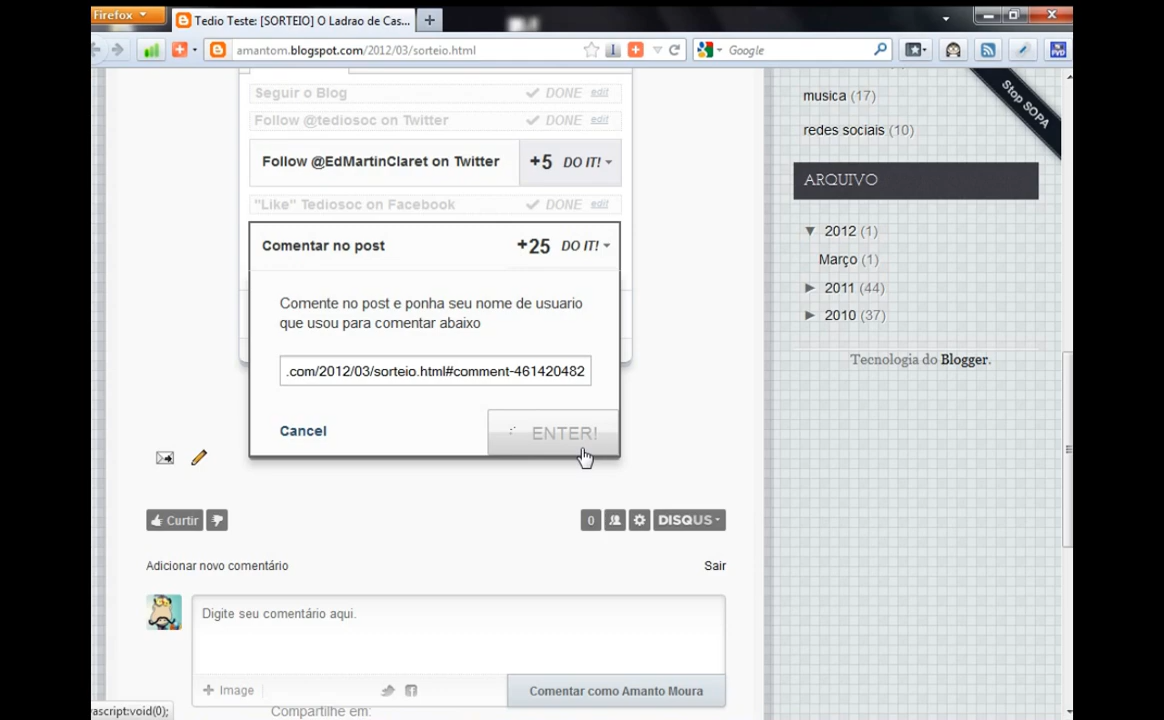 Firefox
Tedio Teste: [SORTEIO] O Ladrao de Cas...
amantom.blogspot.com/2012/03/sorteio.html
Google
Seguir o Blog
DONE edit
Follow @tediosoc on Twitter
DONE edit
Follow @EdMartinClaret on Twitter
+5 DO IT!
"Like" Tediosoc on Facebook
DONE edit
Comentar no post
+25 DO IT!
Comente no post e ponha seu nome de usuario
que usou para comentar abaixo
.com/2012/03/sorteio.html#comment-461420482
Cancel
ENTER!
Curtir
0
DISQUS
Adicionar novo comentário
Sair
Digite seu comentário aqui.
+ Image
Comentar como Amanto Moura
Compartilhe em:
vascript:void(0);
musica (17)
redes sociais (10)
Stop SOPA
ARQUIVO
▼ 2012 (1)
Março (1)
► 2011 (44)
► 2010 (37)
Tecnologia do Blogger.